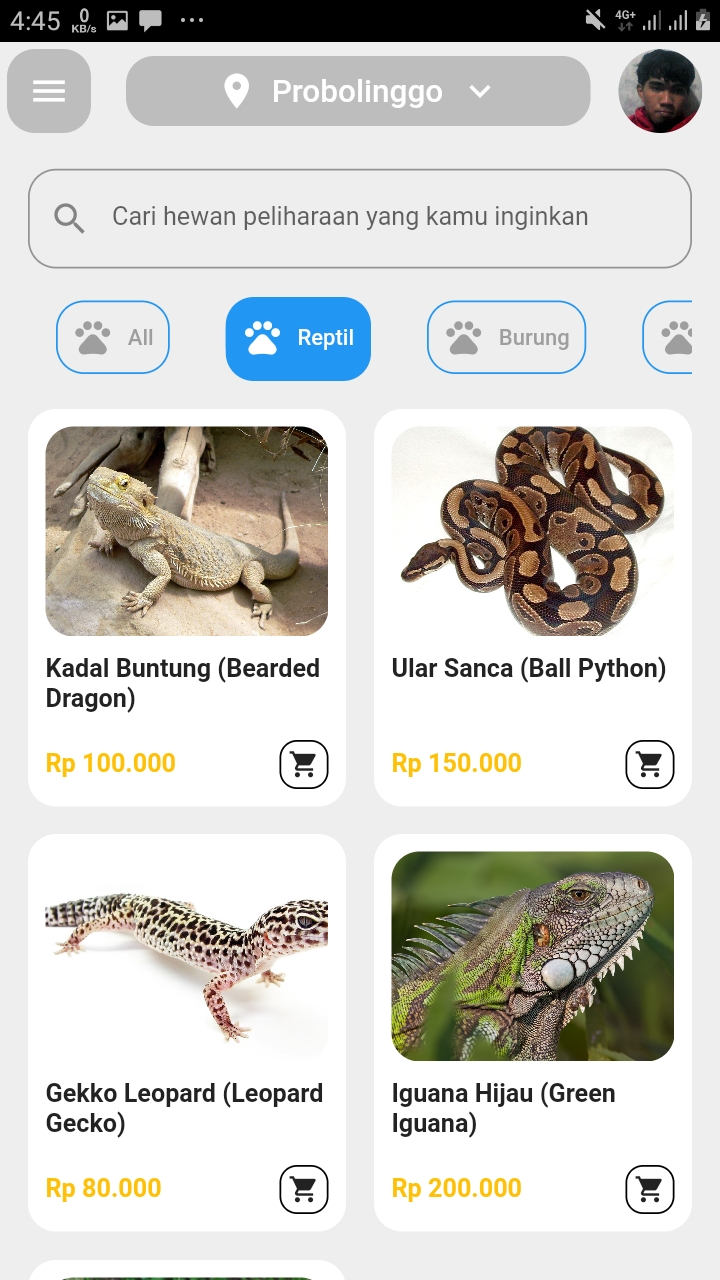 4:45
0
KB/s
4G+
Probolinggo
Cari hewan peliharaan yang kamu inginkan
All
Reptil
Burung
Kadal Buntung (Bearded
Dragon)
Rp 100.000
Ular Sanca (Ball Python)
Rp 150.000
Gekko Leopard (Leopard
Gecko)
Rp 80.000
Iguana Hijau (Green
Iguana)
Rp 200.000